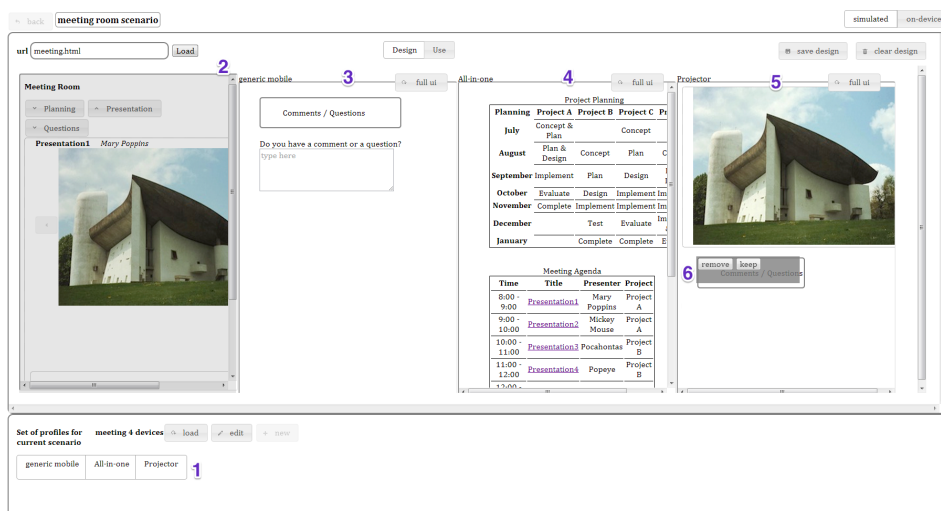 back meeting room scenario simulated on-device
url meeting.html Load Design Use save design clear design
2
Meeting Room
Planning Presentation
Questions
Presentation1 Mary Poppins
generic mobile 3 full ui
Comments / Questions
Do you have a comment or a question?
type here
All-in-one 4 full ui
Project Planning
Planning Project A Project B Project C
July Concept & Plan Concept
August Plan & Design Concept Plan
September Implement Plan Design
October Evaluate Design Implement
November Complete Implement Implement
December Test Evaluate
January Complete Complete
Meeting Agenda
Time Title Presenter Project
8:00 - 9:00 Presentation1 Mary Poppins Project A
9:00 - 10:00 Presentation2 Mickey Mouse Project A
10:00 - 11:00 Presentation3 Pocahontas Project B
11:00 - 12:00 Presentation4 Popeye Project B
12:00 -
Projector 5 full ui
6 remove keep
Comments / Questions
Set of profiles for current scenario meeting 4 devices load edit new
generic mobile All-in-one Projector 1